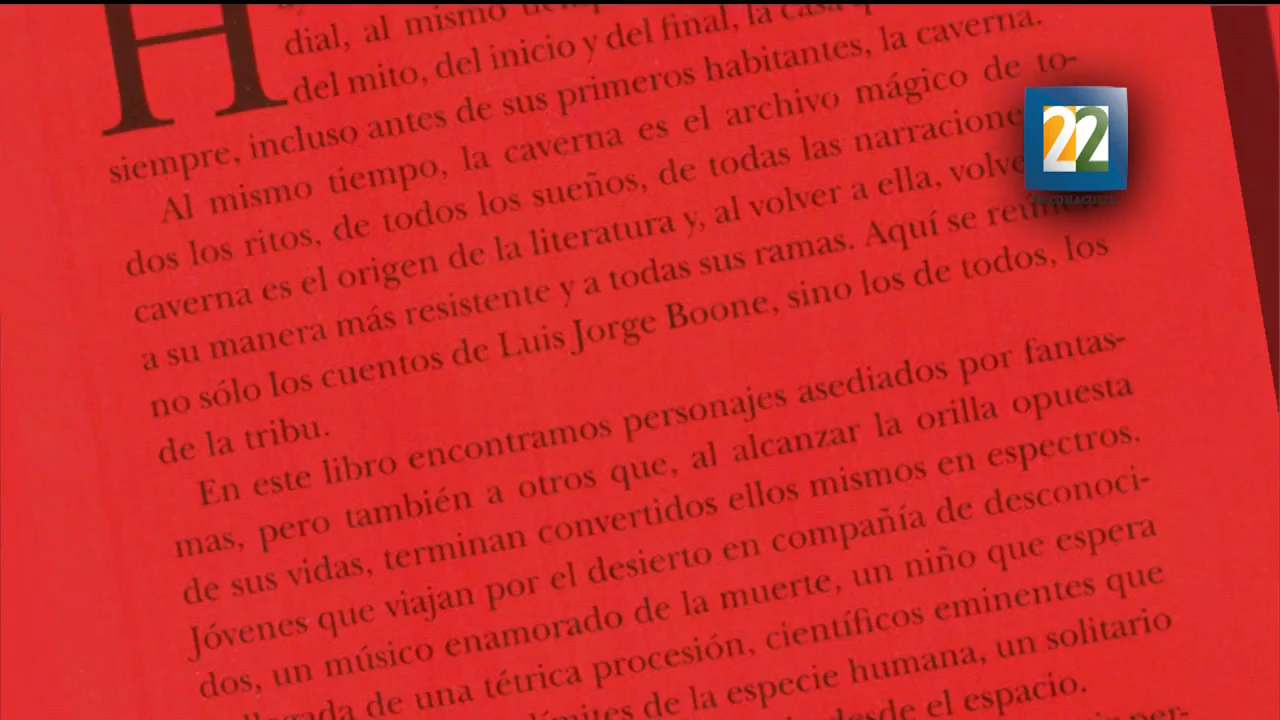 H
dial, al mismo
del mito, del inicio y del final, la casa
siempre, incluso antes de sus primeros habitantes, la caverna.
Al mismo tiempo, la caverna es el archivo mágico de to-
dos los ritos, de todos los sueños, de todas las narraciones
caverna es el origen de la literatura y, al volver a ella,
a su manera más resistente y a todas sus ramas. Aquí se
no sólo los cuentos de Luis Jorge Boone, sino los de todos, los
de la tribu.
En este libro encontramos personajes asediados por fantas-
mas, pero también a otros que, al alcanzar la orilla opuesta
de sus vidas, terminan convertidos ellos mismos en espectros.
Jóvenes que viajan por el desierto en compañía de desconoci-
dos, un músico enamorado de la muerte, un niño que espera
de una tétrica procesión, científicos eminentes que
límites de la especie humana, un solitario
desde el espacio.
22
CONACULTA